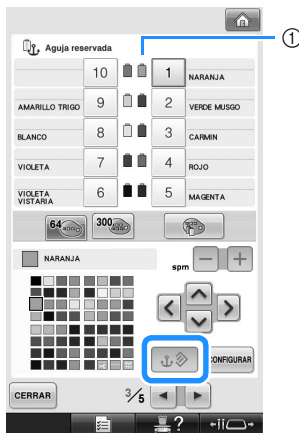 Aguja reservada
①
10 1 NARANJA
AMARILLO TRIGO 9 2 VERDE MUSGO
BLANCO 8 3 CARMIN
VIOLETA 7 4 ROJO
VIOLETA
VISTARIA 6 5 MAGENTA
64 300
NARANJA
spm
CONFIGURAR
CERRAR 3/5
?